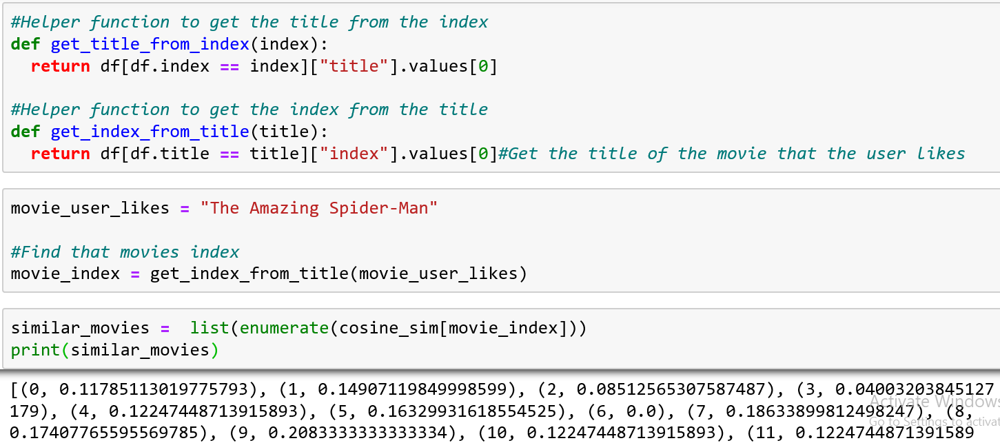 #Helper function to get the title from the index
def get_title_from_index(index):
  return df[df.index == index]["title"].values[0]
#Helper function to get the index from the title
def get_index_from_title(title):
  return df[df.title == title]["index"].values[0]#Get the title of the movie that the user likes
movie_user_likes = "The Amazing Spider-Man"
#Find that movies index
movie_index = get_index_from_title(movie_user_likes)
similar_movies =  list(enumerate(cosine_sim[movie_index]))
print(similar_movies)
[(0, 0.11785113019775793), (1, 0.14907119849998599), (2, 0.08512565307587487), (3, 0.04003203845127
179), (4, 0.12247448713915893), (5, 0.16329931618554525), (6, 0.0), (7, 0.18633899812498247), (8,
0.17407765595569785), (9, 0.2083333333333334), (10, 0.12247448713915893), (11, 0.1224744871391589
Activate Windows
Go to Settings to activat